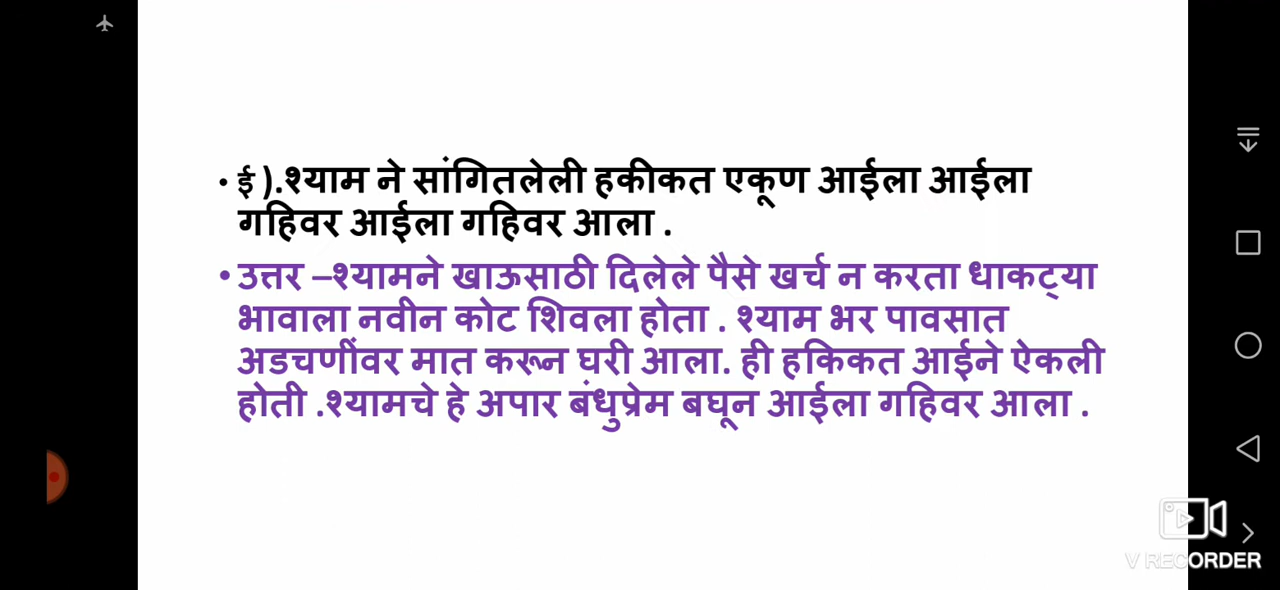 • ई ).श्याम ने सांगितलेली हकीकत एकूण आईला आईला
गहिवर आईला गहिवर आला .
• उत्तर –श्यामने खाऊसाठी दिलेले पैसे खर्च न करता धाकट्या
भावाला नवीन कोट शिवला होता . श्याम भर पावसात
अडचणींवर मात करून घरी आला. ही हकिकत आईने ऐकली
होती .श्यामचे हे अपार बंधुप्रेम बघून आईला गहिवर आला .
V RECORDER